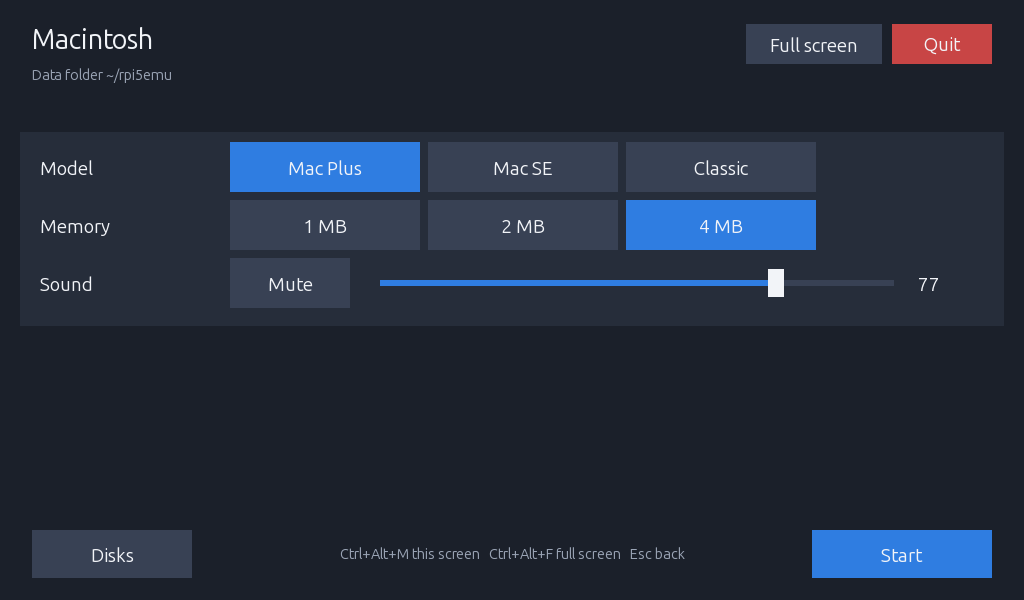 Macintosh
Data folder ~/rpi5emu
Full screen
Quit
Model
Mac Plus
Mac SE
Classic
Memory
1 MB
2 MB
4 MB
Sound
Mute
77
Disks
Ctrl+Alt+M this screen   Ctrl+Alt+F full screen   Esc back
Start